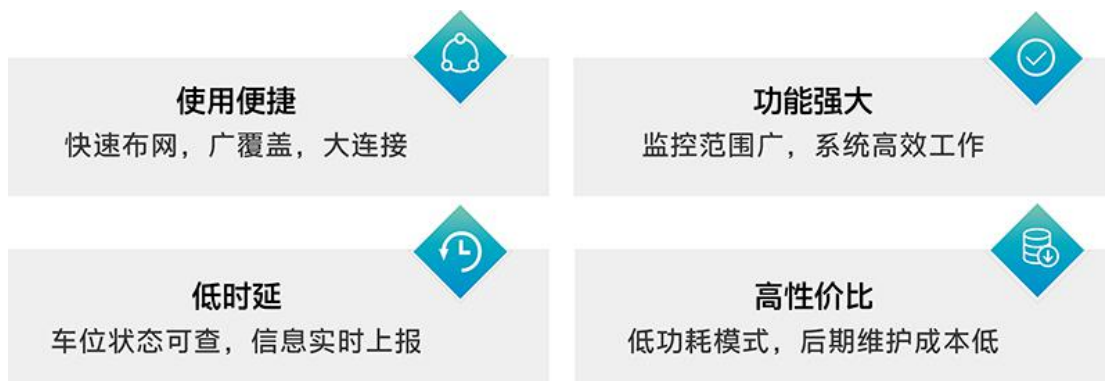 使用便捷
快速布网，广覆盖，大连接
功能强大
监控范围广，系统高效工作
低时延
车位状态可查，信息实时上报
高性价比
低功耗模式，后期维护成本低